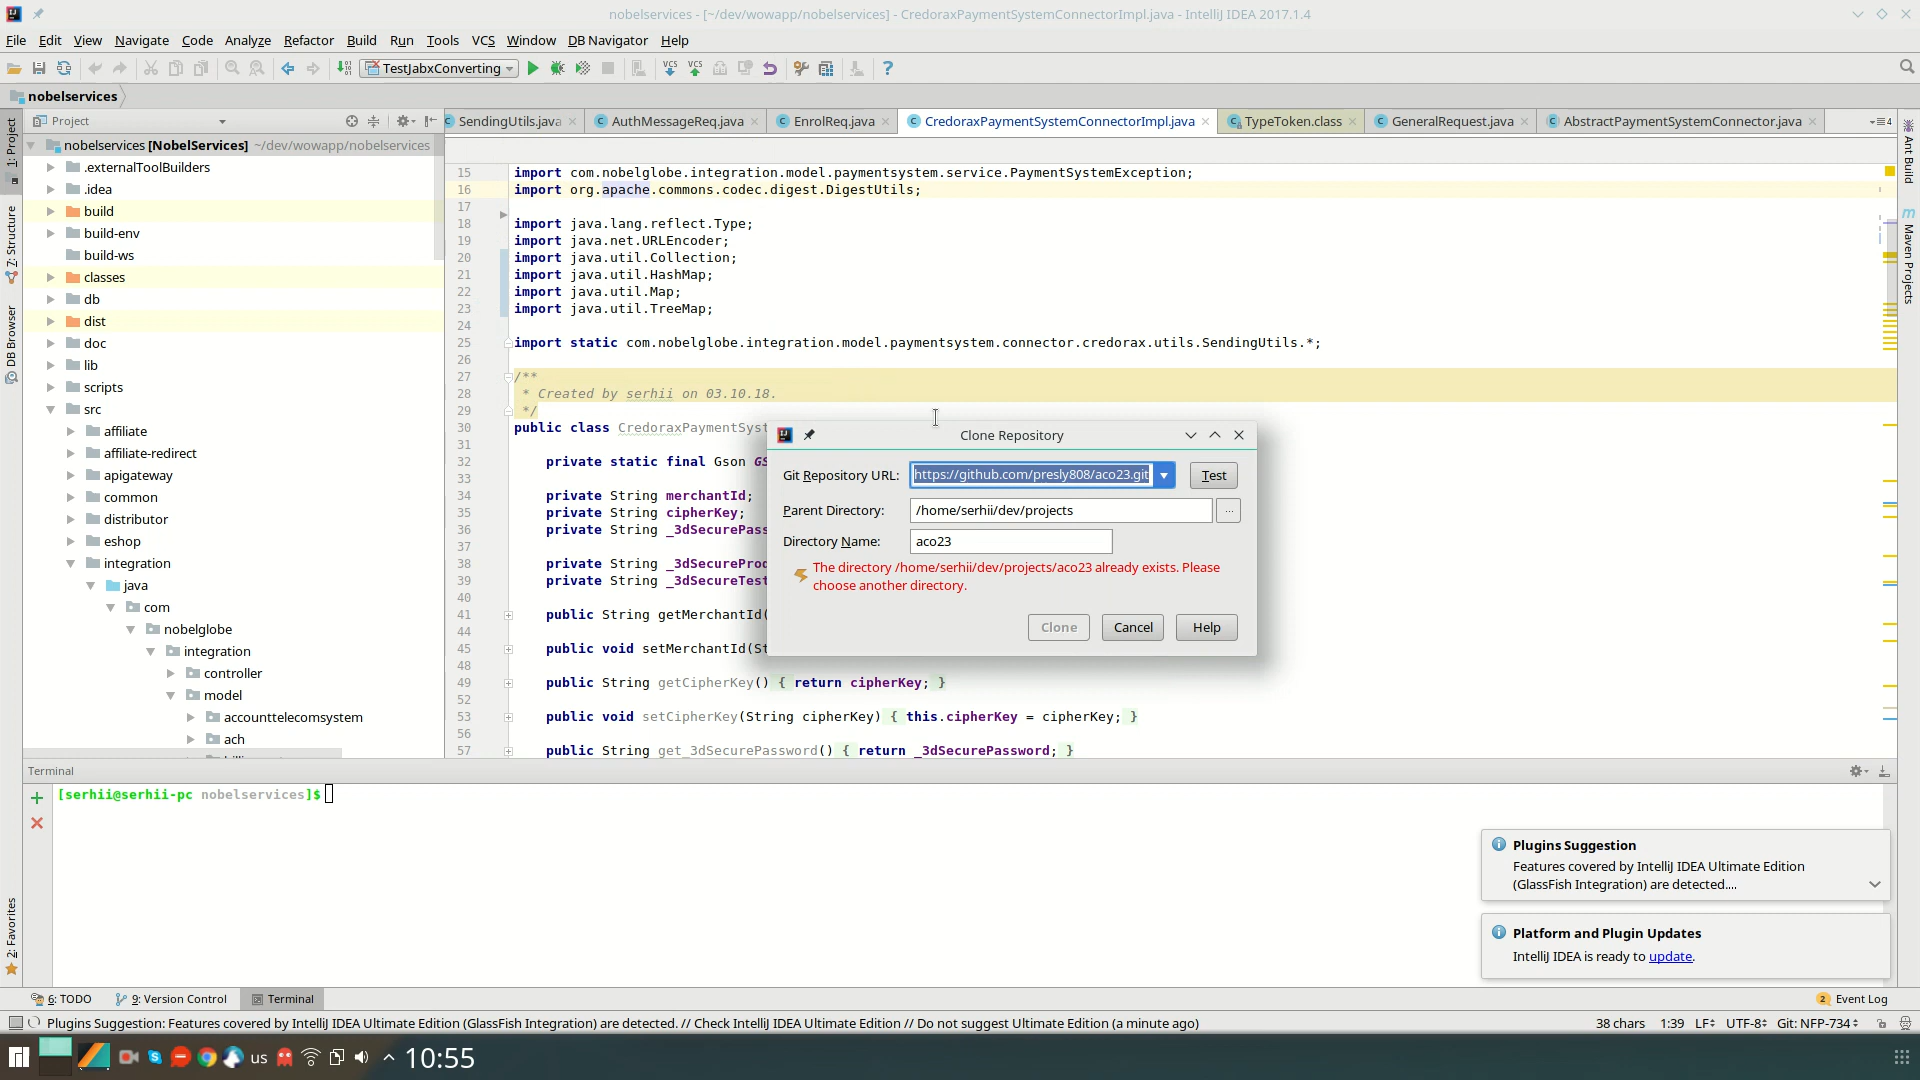 nobelservices - [~/dev/wowapp/nobelservices] - CredoraxPaymentSystemConnectorImpl.java - IntelliJ IDEA 2017.1.4
File Edit View Navigate Code Analyze Refactor Build Run Tools VCS Window DB Navigator Help
TestJabxConverting
nobelservices
Project
SendingUtils.java AuthMessageReq.java EnrolReq.java CredoraxPaymentSystemConnectorImpl.java TypeToken.class GeneralRequest.java AbstractPaymentSystemConnector.java 4
1: Project
7: Structure
DB Browser
2: Favorites
Ant Build
Maven Projects
nobelservices [NobelServices] ~/dev/wowapp/nobelservices
.externalToolBuilders
.idea
build
build-env
build-ws
classes
db
dist
doc
lib
scripts
src
affiliate
affiliate-redirect
apigateway
common
distributor
eshop
integration
java
com
nobelglobe
integration
controller
model
accounttelecomsystem
ach
15 import com.nobelglobe.integration.model.paymentsystem.service.PaymentSystemException;
16 import org.apache.commons.codec.digest.DigestUtils;
17
18 import java.lang.reflect.Type;
19 import java.net.URLEncoder;
20 import java.util.Collection;
21 import java.util.HashMap;
22 import java.util.Map;
23 import java.util.TreeMap;
24
25 import static com.nobelglobe.integration.model.paymentsystem.connector.credorax.utils.SendingUtils.*;
26
27 /**
28 * Created by serhii on 03.10.18.
29 */
30 public class CredoraxPaymentSyst
31
32 private static final Gson GS
33
34 private String merchantId;
35 private String cipherKey;
36 private String _3dSecurePass
37
38 private String _3dSecureProd
39 private String _3dSecureTest
40
41 public String getMerchantId(
44
45 public void setMerchantId(St
48
49 public String getCipherKey() { return cipherKey; }
52
53 public void setCipherKey(String cipherKey) { this.cipherKey = cipherKey; }
56
57 public String get_3dSecurePassword() { return _3dSecurePassword; }
Clone Repository
Git Repository URL: https://github.com/presly808/aco23.git Test
Parent Directory: /home/serhii/dev/projects ...
Directory Name: aco23
The directory /home/serhii/dev/projects/aco23 already exists. Please
choose another directory.
Clone Cancel Help
Terminal
[serhii@serhii-pc nobelservices]$
Plugins Suggestion
Features covered by IntelliJ IDEA Ultimate Edition
(GlassFish Integration) are detected....
Platform and Plugin Updates
IntelliJ IDEA is ready to update.
6: TODO 9: Version Control Terminal 2 Event Log
Plugins Suggestion: Features covered by IntelliJ IDEA Ultimate Edition (GlassFish Integration) are detected. // Check IntelliJ IDEA Ultimate Edition // Do not suggest Ultimate Edition (a minute ago) 38 chars 1:39 LF÷ UTF-8÷ Git: NFP-734÷
us 10:55